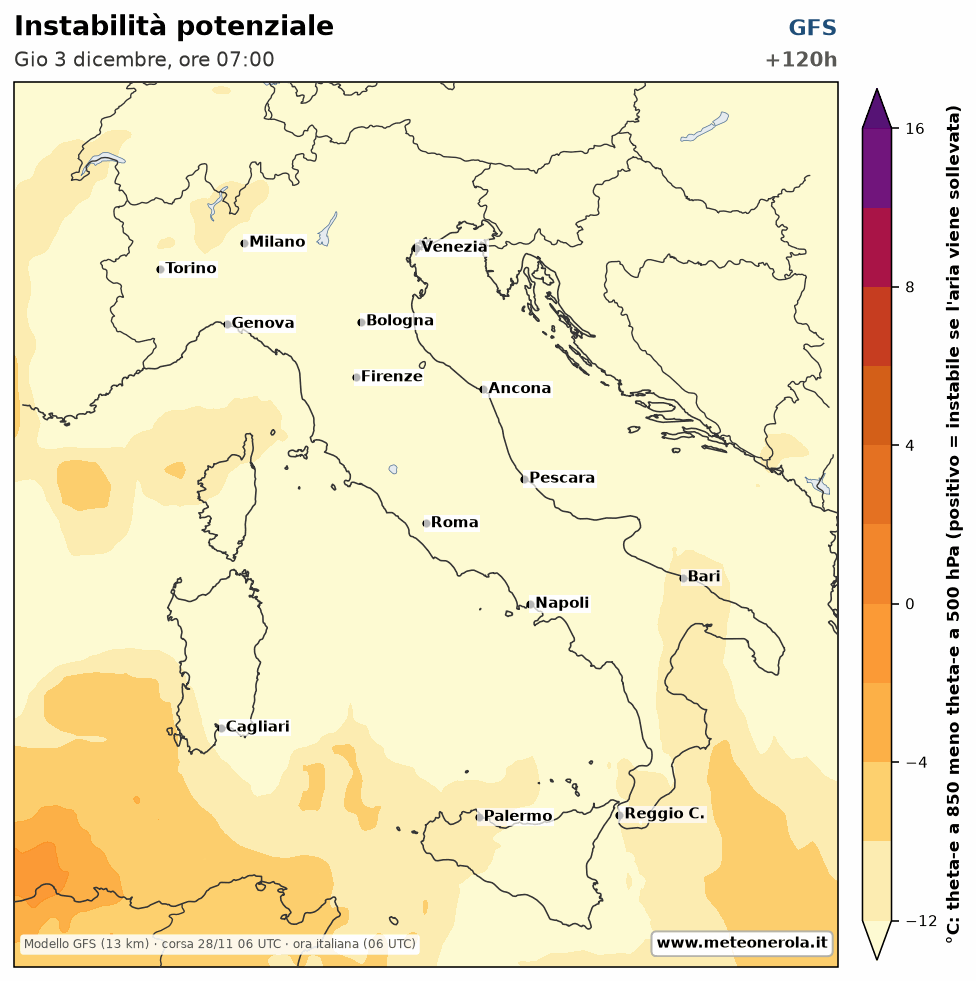 Instabilità potenziale
GFS
Gio 3 dicembre, ore 07:00
+120h
Milano
Venezia
Torino
Genova
Bologna
Firenze
Ancona
Pescara
Roma
Bari
Napoli
Cagliari
Palermo
Reggio C.
16
8
4
0
−4
−12
°C: theta-e a 850 meno theta-e a 500 hPa (positivo = instabile se l'aria viene sollevata)
Modello GFS (13 km) · corsa 28/11 06 UTC · ora italiana (06 UTC)
www.meteonerola.it